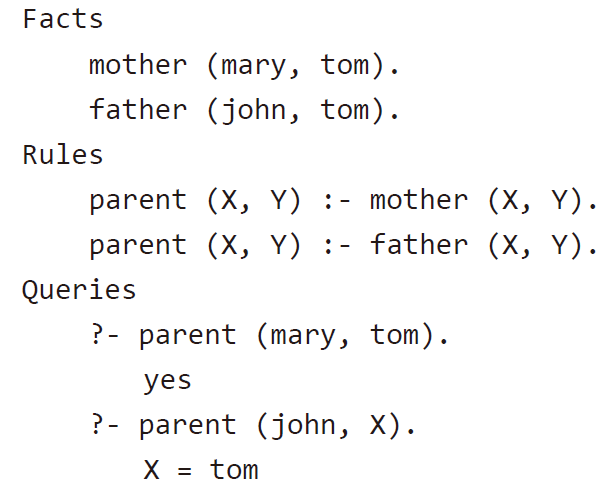 Facts
mother (mary, tom).
father (john, tom).
Rules
parent (X, Y) :- mother (X, Y).
parent (X, Y) :- father (X, Y).
Queries
?- parent (mary, tom).
yes
?- parent (john, X).
X = tom